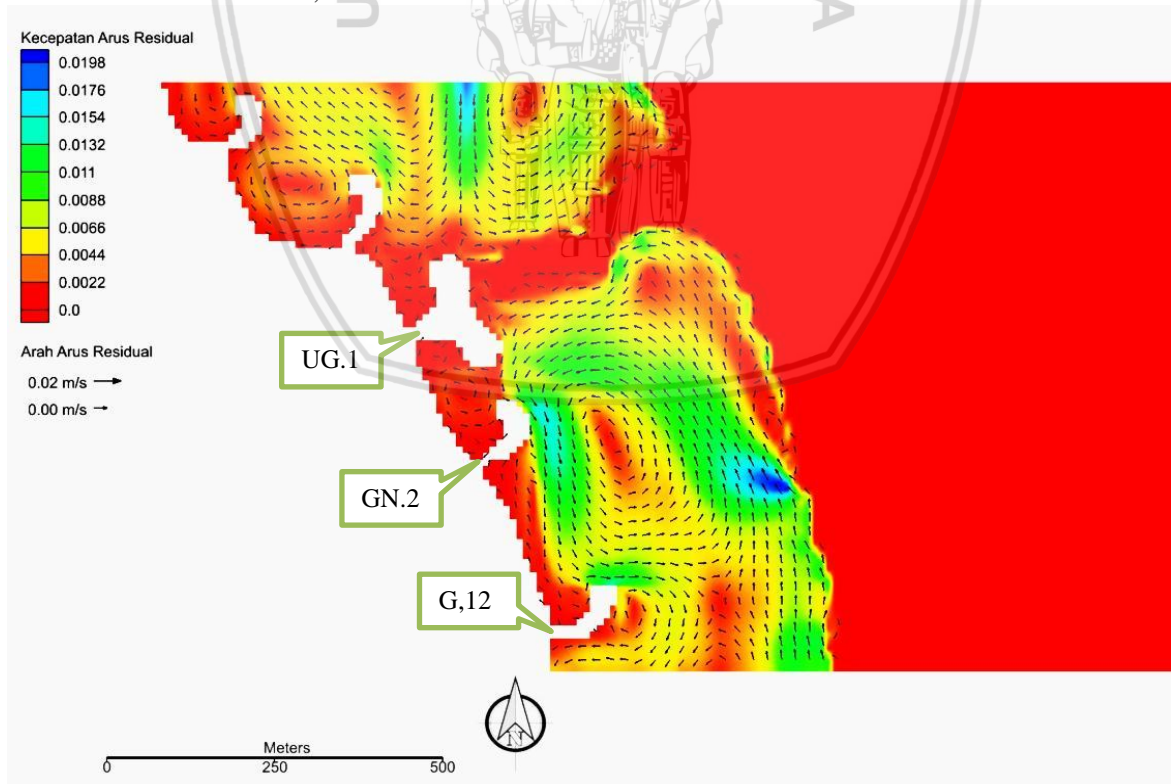 Kecepatan Arus Residual
0.0198
0.0176
0.0154
0.0132
0.011
0.0088
0.0066
0.0044
0.0022
0.0
Arah Arus Residual
0.02 m/s
0.00 m/s
UG.1
GN.2
G,12
N
Meters
0 250 500